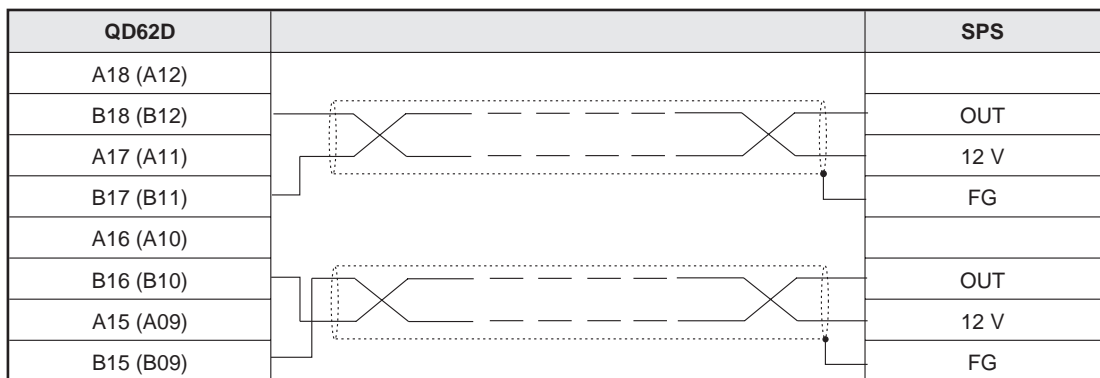 QD62D SPS
A18 (A12)
B18 (B12) OUT
A17 (A11) 12 V
B17 (B11) FG
A16 (A10)
B16 (B10) OUT
A15 (A09) 12 V
B15 (B09) FG